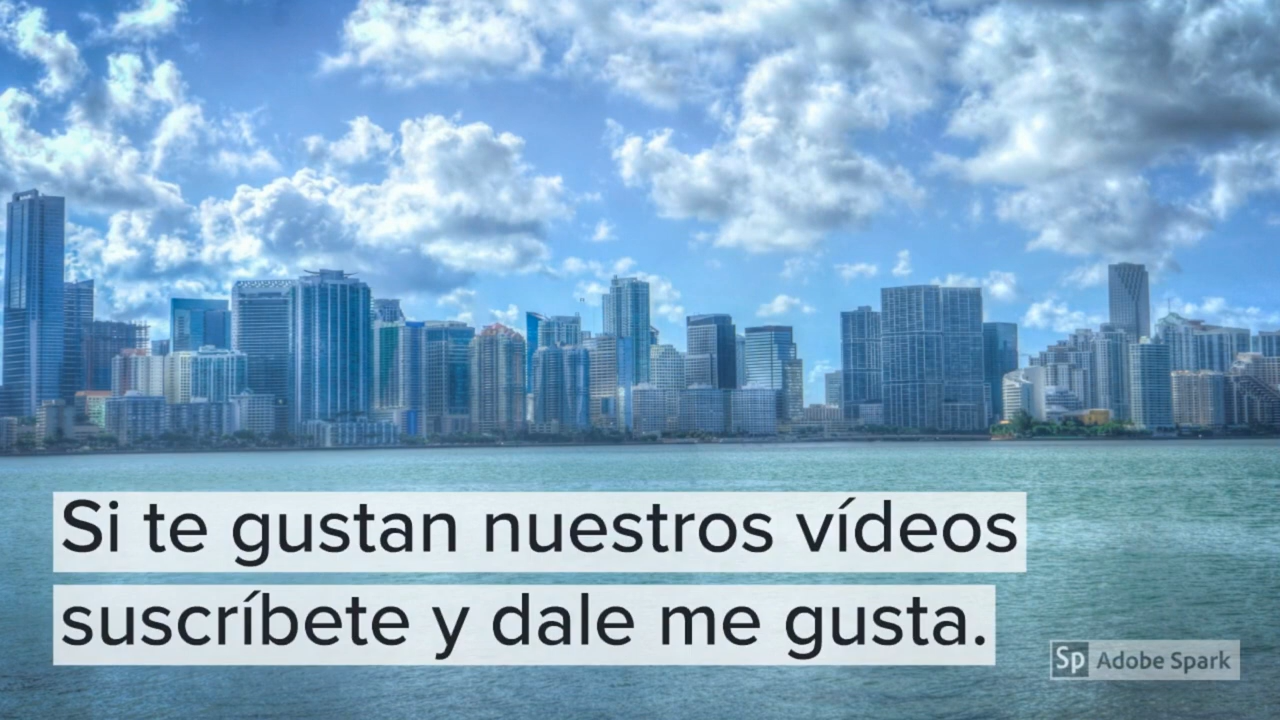 Si te gustan nuestros vídeos
suscríbete y dale me gusta.
Sp Adobe Spark